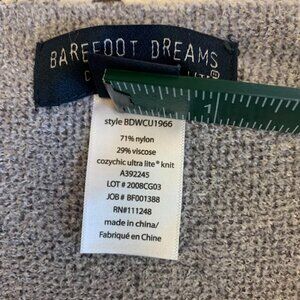 BAREFOOT DREAMS
1
style BDWCU1966
71% nylon
29% viscose
cozychic ultra lite® knit
A392245
LOT # 2008CG03
JOB # BF001388
RN#111248
made in china/
Fabriqué en Chine